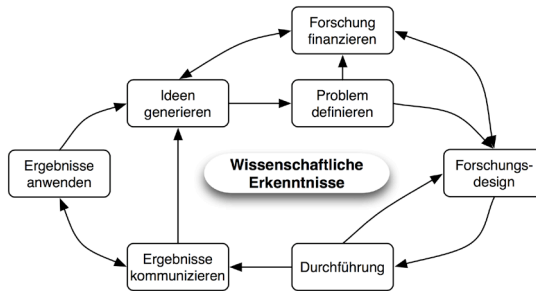 Forschung
finanzieren
Ideen
generieren
Problem
definieren
Wissenschaftliche
Erkenntnisse
Ergebnisse
anwenden
Forschungs-
design
Ergebnisse
kommunizieren
Durchführung